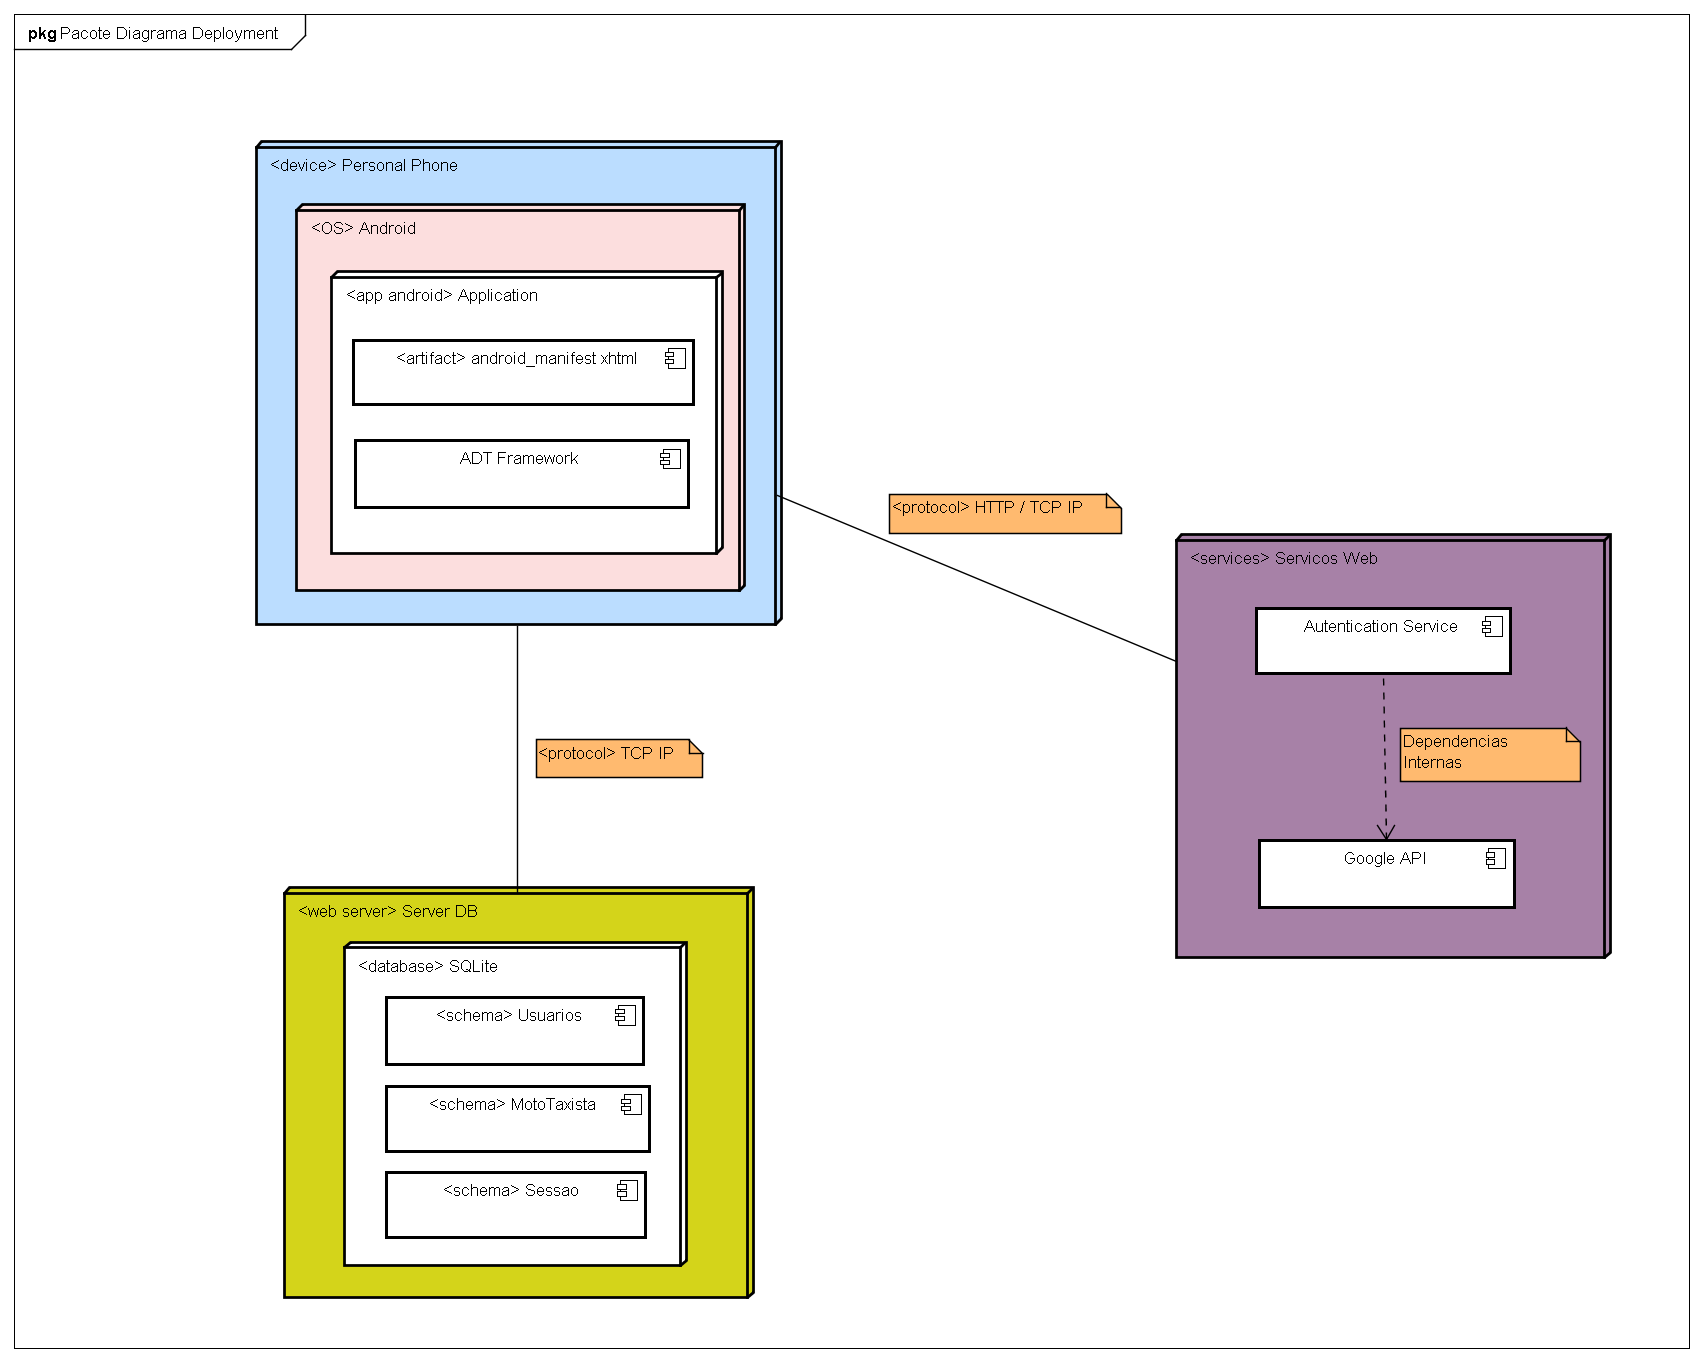 pkg Pacote Diagrama Deployment
<device> Personal Phone
<OS> Android
<app android> Application
<artifact> android_manifest xhtml
ADT Framework
<protocol> HTTP / TCP IP
<services> Servicos Web
Autentication Service
Dependencias
Internas
Google API
<protocol> TCP IP
<web server> Server DB
<database> SQLite
<schema> Usuarios
<schema> MotoTaxista
<schema> Sessao